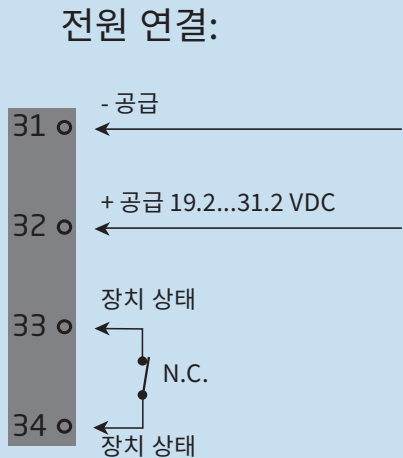 전원 연결:
- 공급
31
+ 공급 19.2...31.2 VDC
32
장치 상태
33
N.C.
34
장치 상태